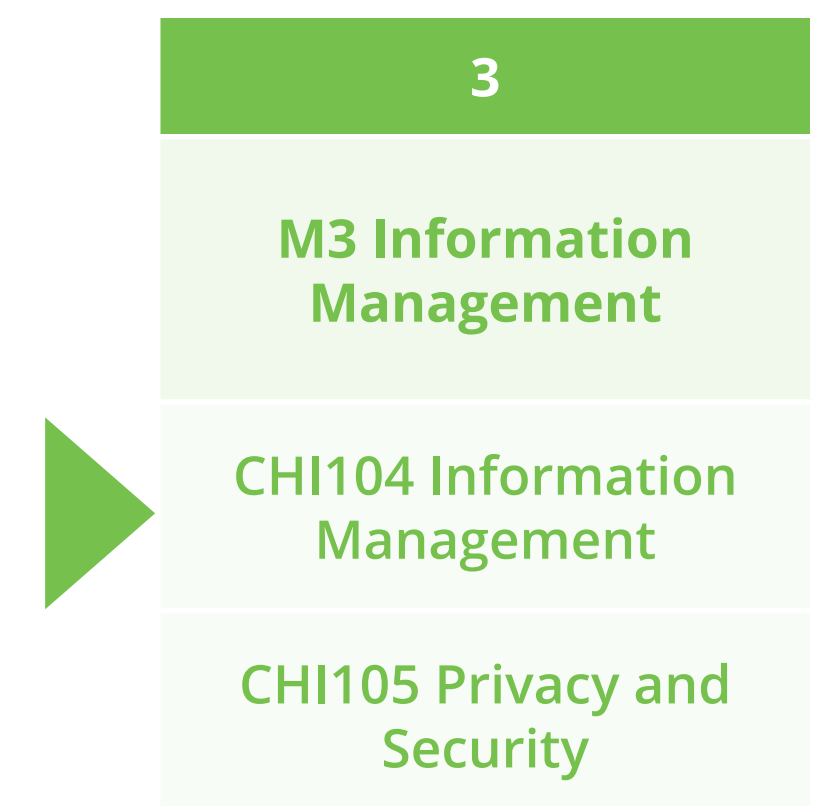 3
M3 Information
Management
CHI104 Information
Management
CHI105 Privacy and
Security